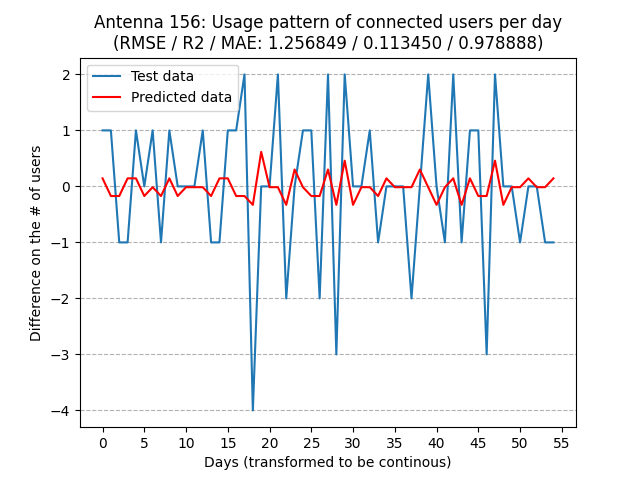 Antenna 156: Usage pattern of connected users per day
(RMSE / R2 / MAE: 1.256849 / 0.113450 / 0.978888)
Test data
Predicted data
Difference on the # of users
2
1
0
−1
−2
−3
−4
0 5 10 15 20 25 30 35 40 45 50 55
Days (transformed to be continous)